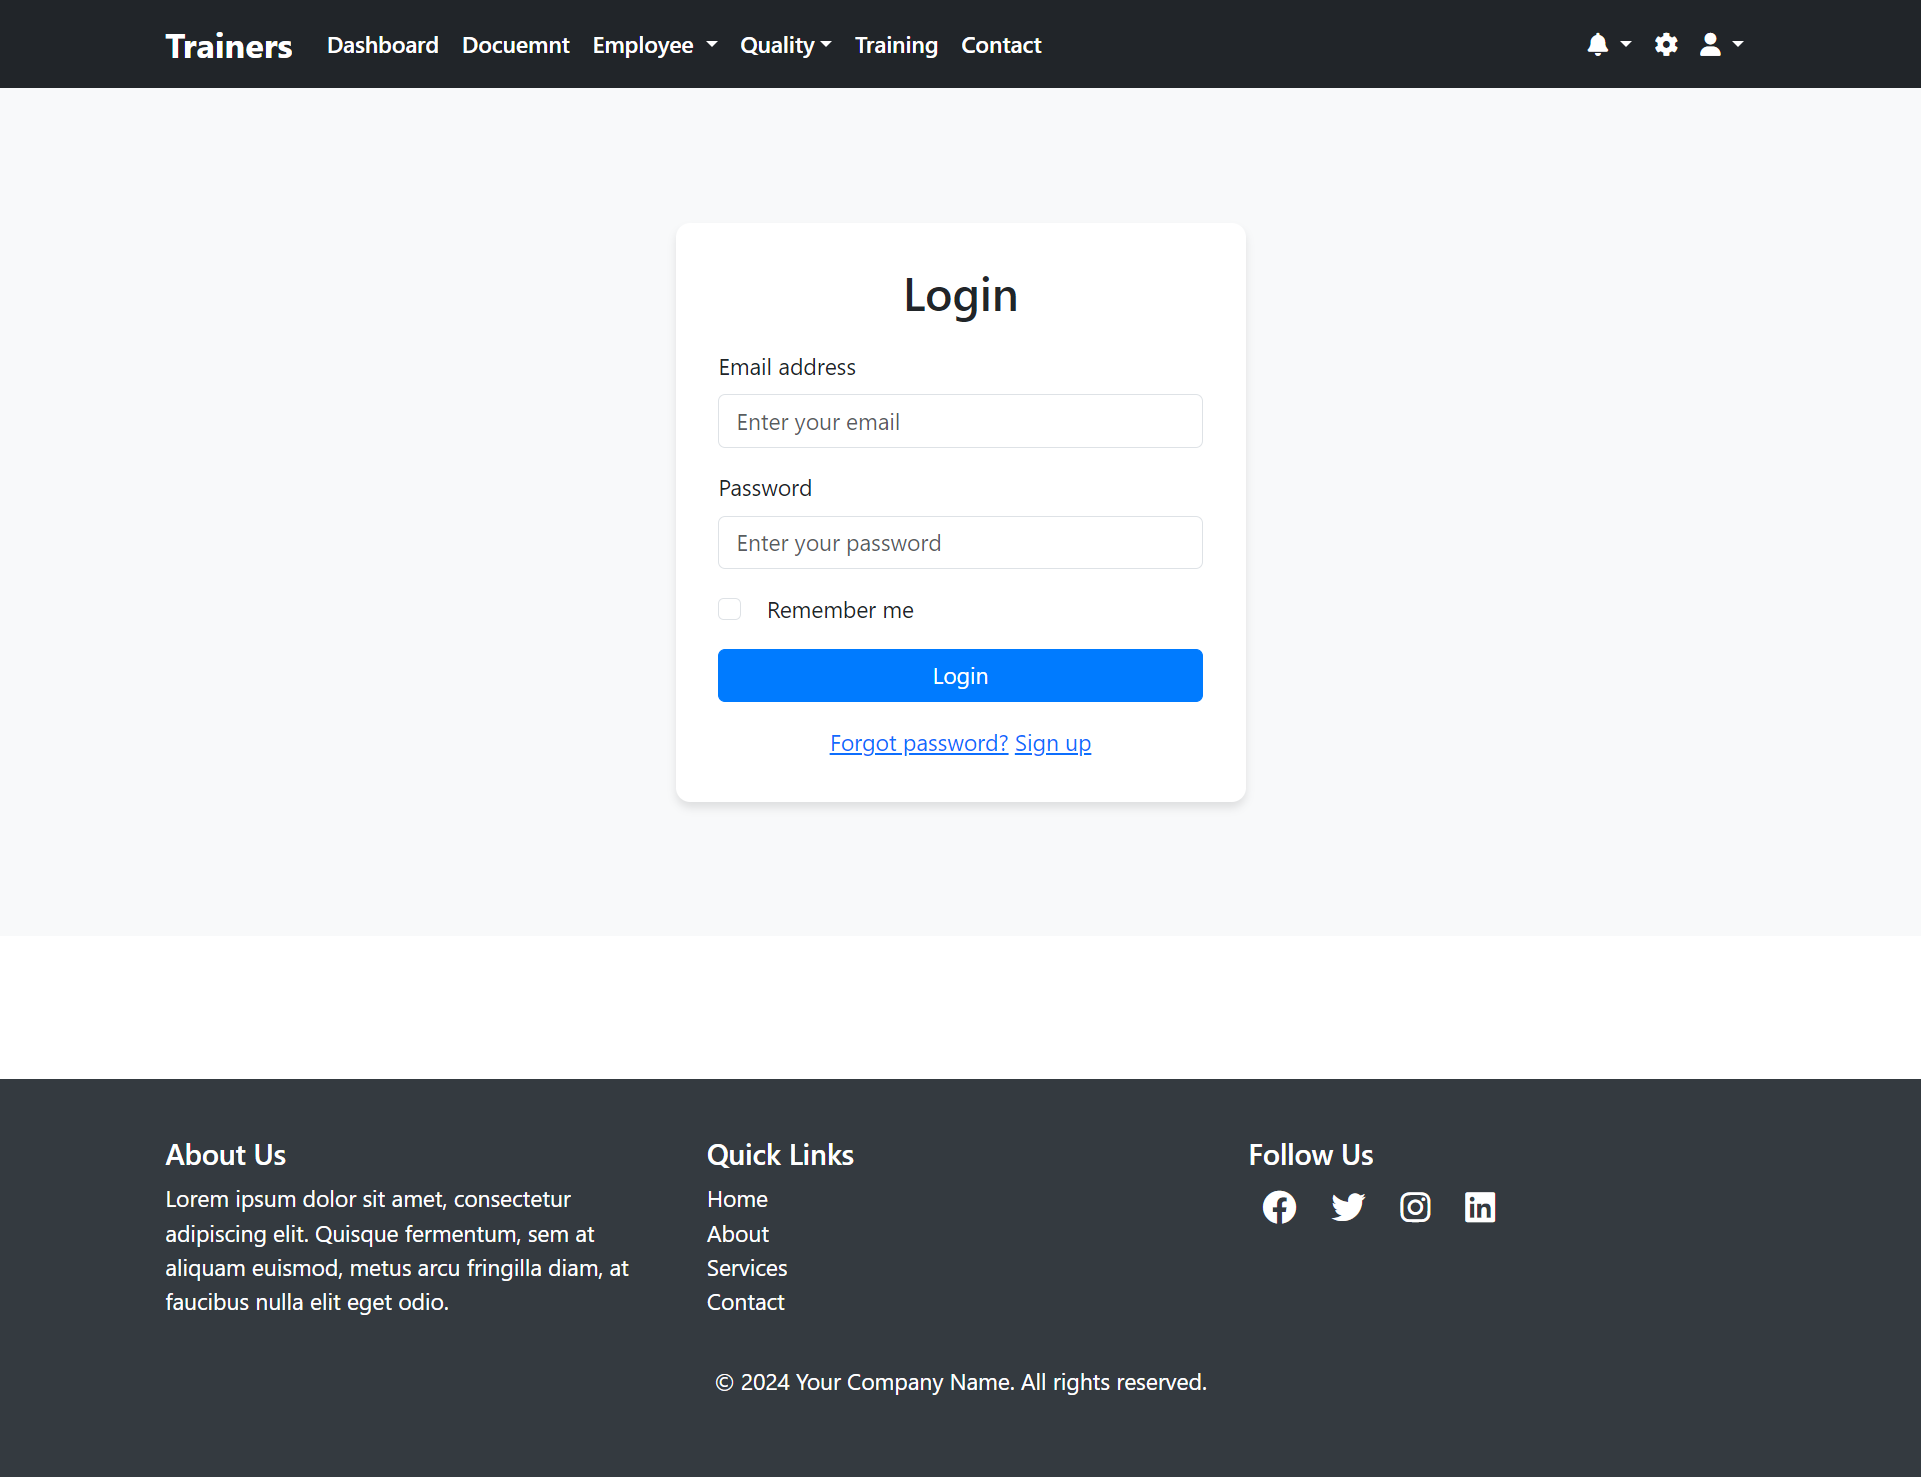 Trainers Dashboard Docuemnt Employee Quality Training Contact
Login
Email address
Enter your email
Password
Enter your password
Remember me
Login
Forgot password? Sign up
About Us
Lorem ipsum dolor sit amet, consectetur
adipiscing elit. Quisque fermentum, sem at
aliquam euismod, metus arcu fringilla diam, at
faucibus nulla elit eget odio.
Quick Links
Home
About
Services
Contact
Follow Us
© 2024 Your Company Name. All rights reserved.